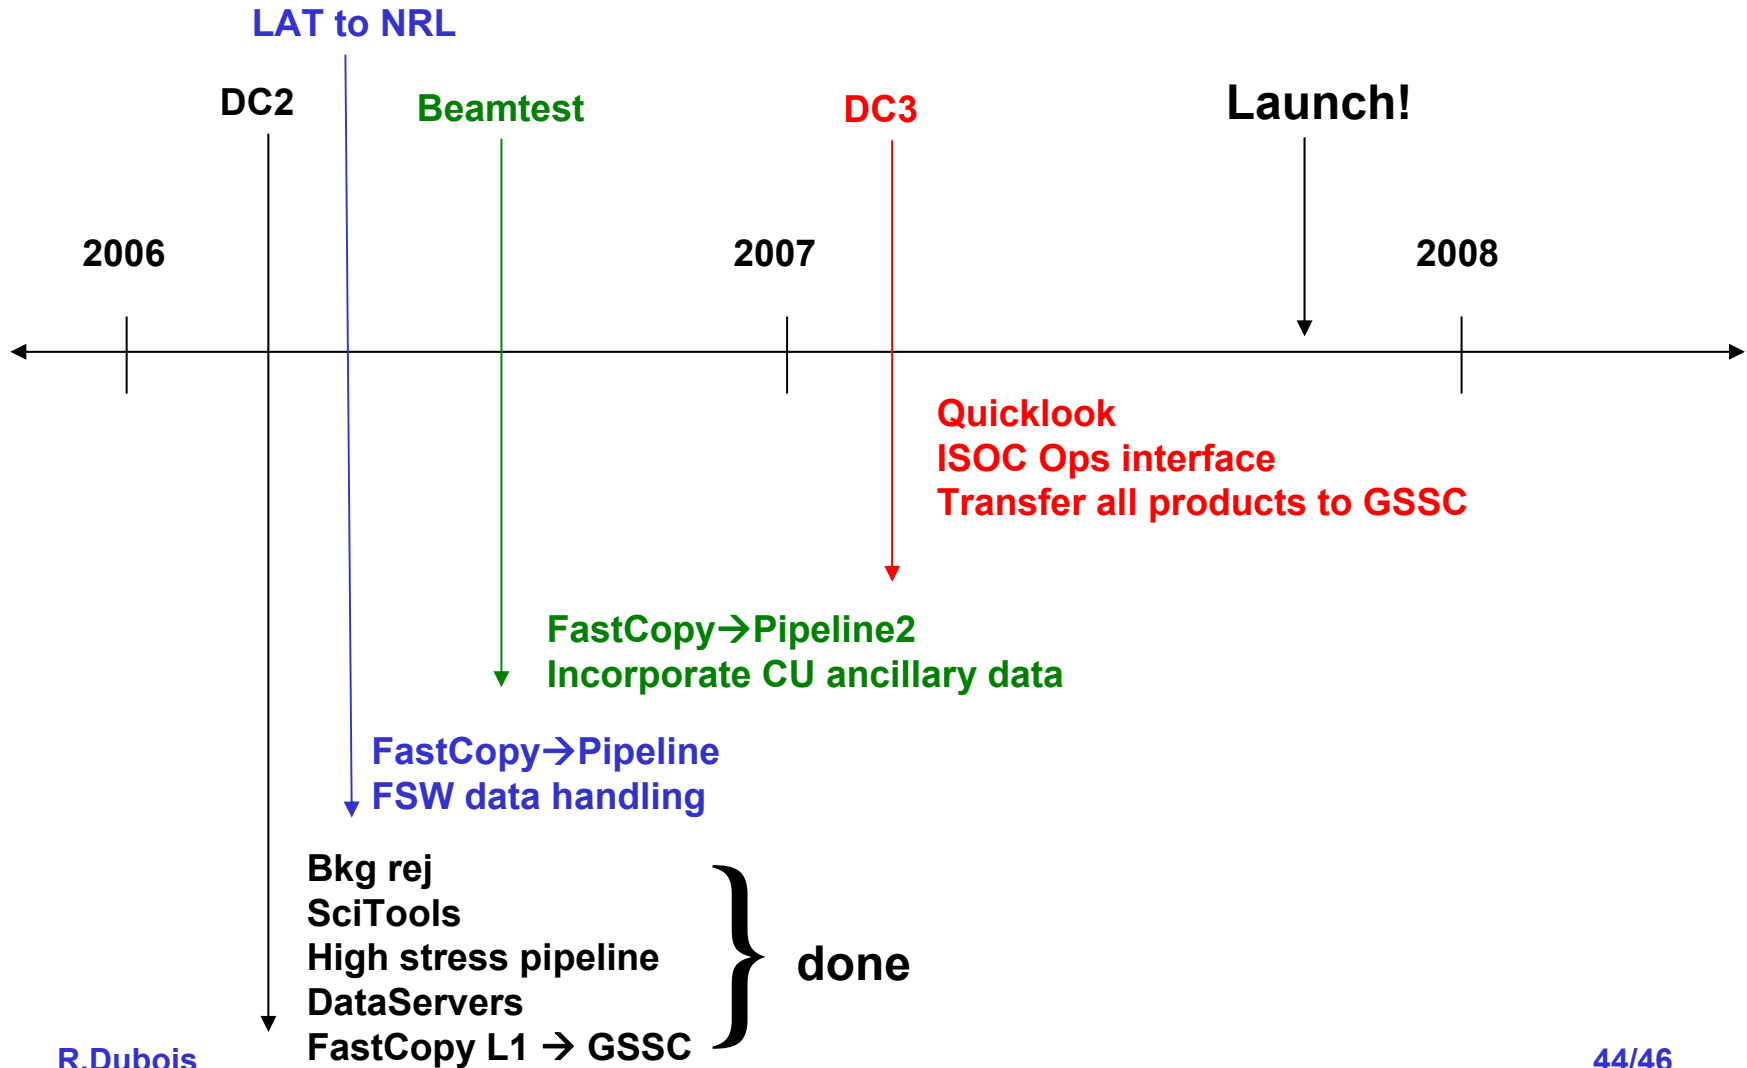 LAT to NRL
DC2
Beamtest
DC3
Launch!
2006
2007
2008
Quicklook
ISOC Ops interface
Transfer all products to GSSC
FastCopy→Pipeline2
Incorporate CU ancillary data
FastCopy→Pipeline
FSW data handling
Bkg rej
SciTools
High stress pipeline
DataServers
FastCopy L1 → GSSC
} done
R.Dubois
44/46